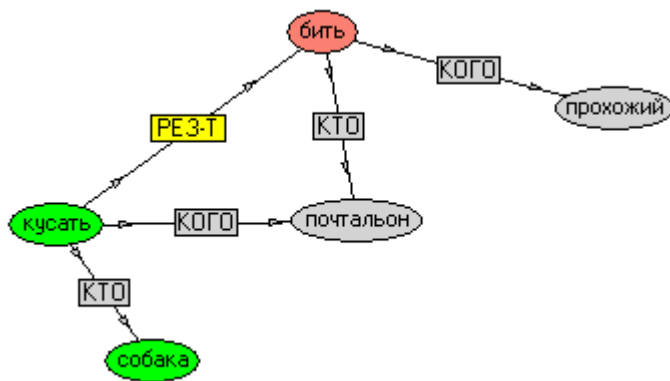 бить
КОГО
прохожий
РЕЗ-Т
КТО
кусать
КОГО
почтальон
КТО
собака